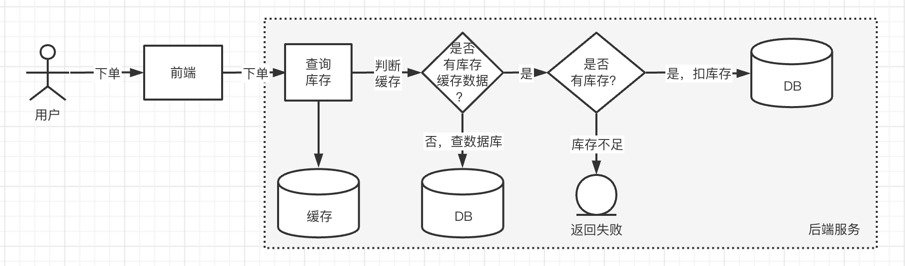 用户
下单
前端
下单
查询
库存
缓存
判断
缓存
是否
有库存
缓存数据
?
否，查数据库
DB
是
是否
有库存?
库存不足
返回失败
是，扣库存
DB
后端服务